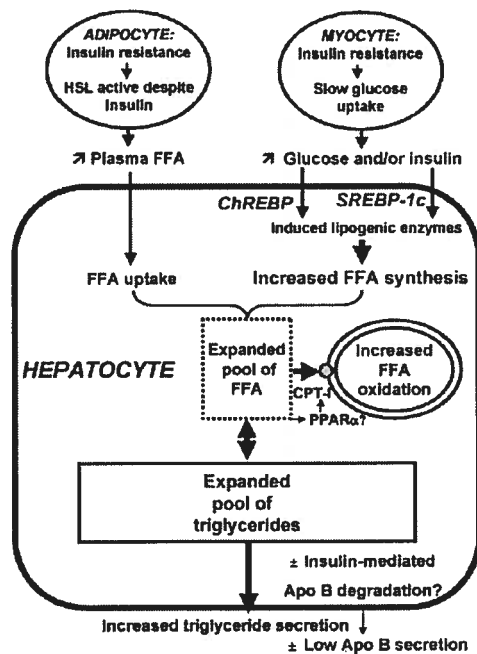 ADIPOCYTE:
Insulin resistance
HSL active despite
Insulin
MYOCYTE:
Insulin resistance
Slow glucose
uptake
↗ Plasma FFA
↗ Glucose and/or insulin
ChREBP
SREBP-1c
Induced lipogenic enzymes
FFA uptake
Increased FFA synthesis
HEPATOCYTE
Expanded
pool of
FFA
Increased
FFA
oxidation
CPT-I
PPARα?
Expanded
pool of
triglycerides
± Insulin-mediated
Apo B degradation?
Increased triglyceride secretion
± Low Apo B secretion